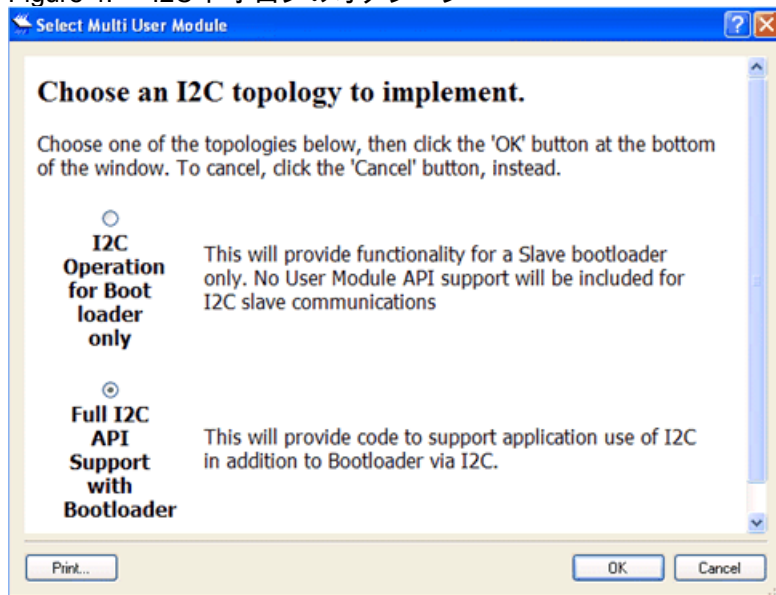 Select Multi User Module
Choose an I2C topology to implement.
Choose one of the topologies below, then click the 'OK' button at the bottom
of the window. To cancel, click the 'Cancel' button, instead.
I2C
Operation
for Boot
loader
only
This will provide functionality for a Slave bootloader
only. No User Module API support will be included for
I2C slave communications
Full I2C
API
Support
with
Bootloader
This will provide code to support application use of I2C
in addition to Bootloader via I2C.
Print...
OK
Cancel